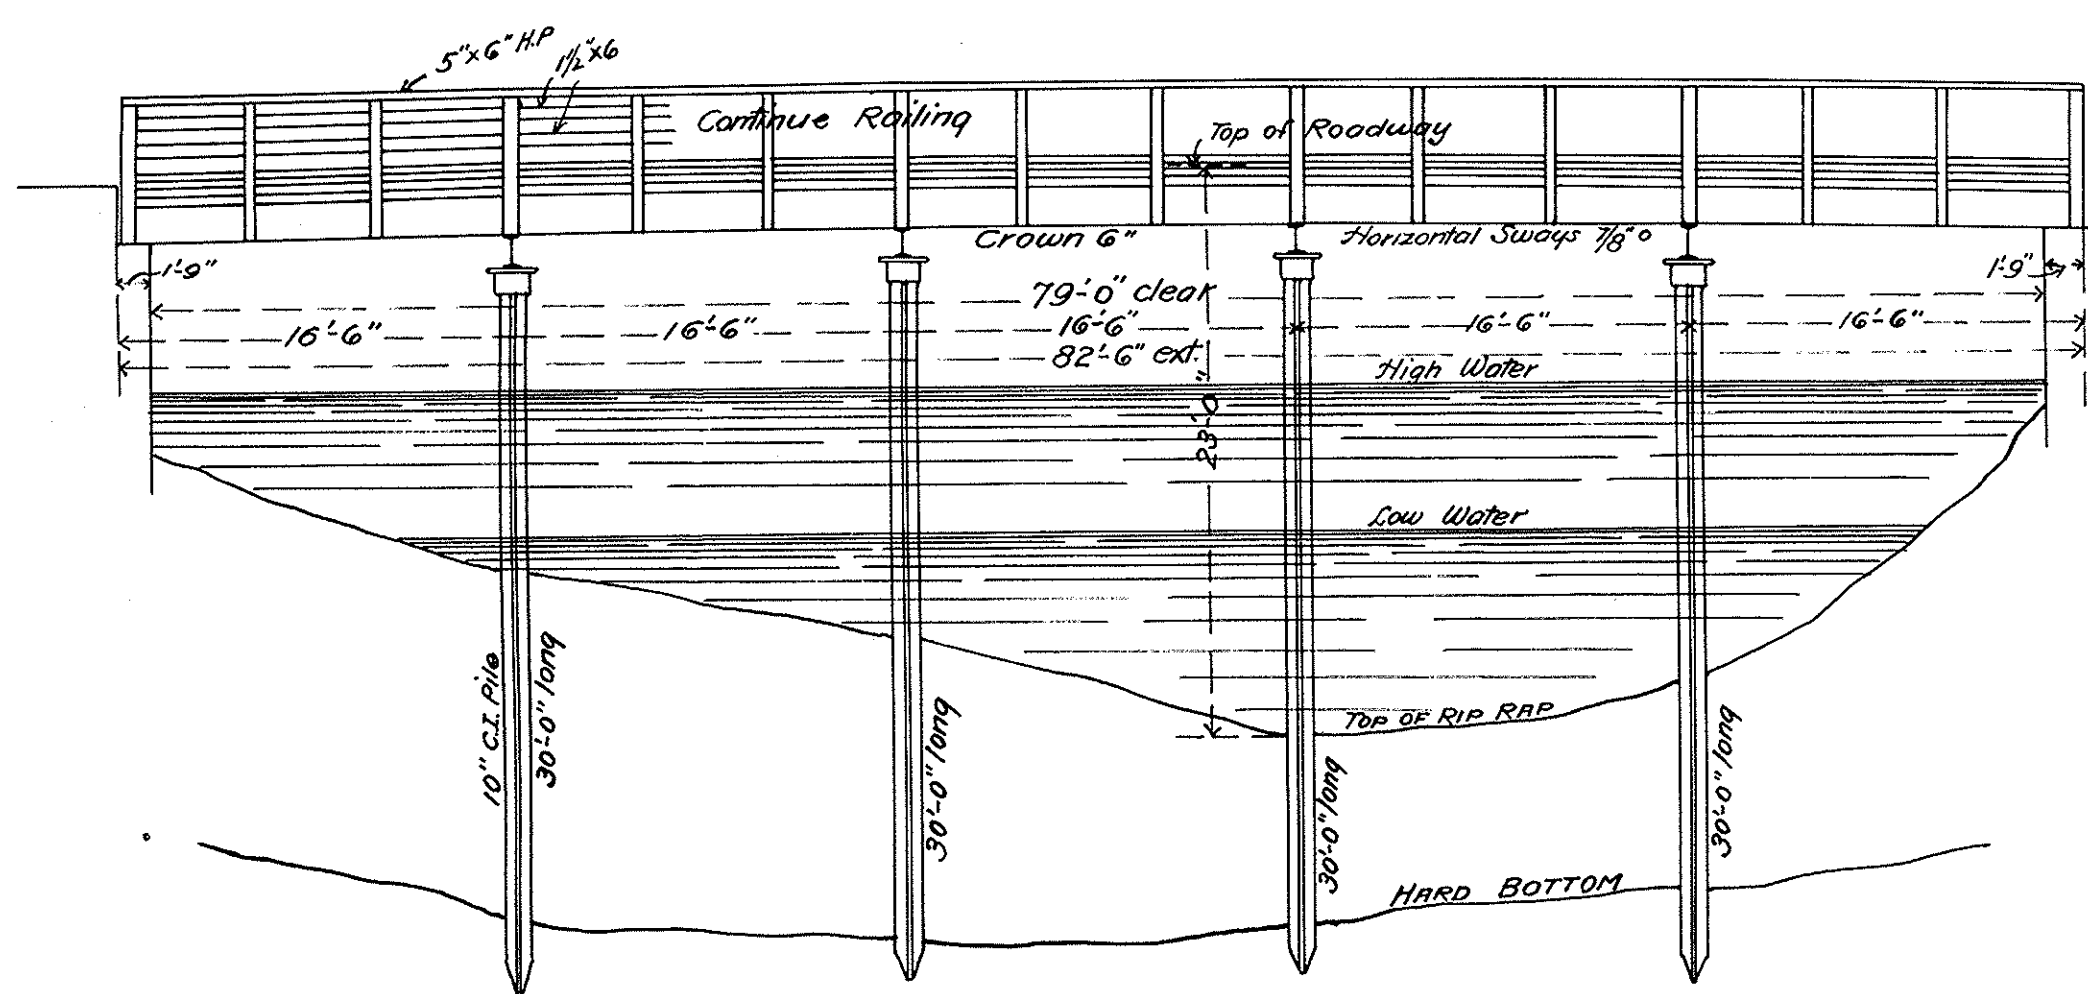 5"x6" H.P
1½"x6
Continue Railing
Top of Roadway
Crown 6"
Horizontal Sways 7/8" o
1'-9"
1'-9"
79'-0" clear
16'-6"
16'-6"
16'-6"
16'-6"
16'-6"
82'-6" ext.
High Water
23'-0"
Low Water
10" C.I. Pile
30'-0" long
30'-0" long
Top of Rip Rap
30'-0" long
30'-0" long
Hard Bottom